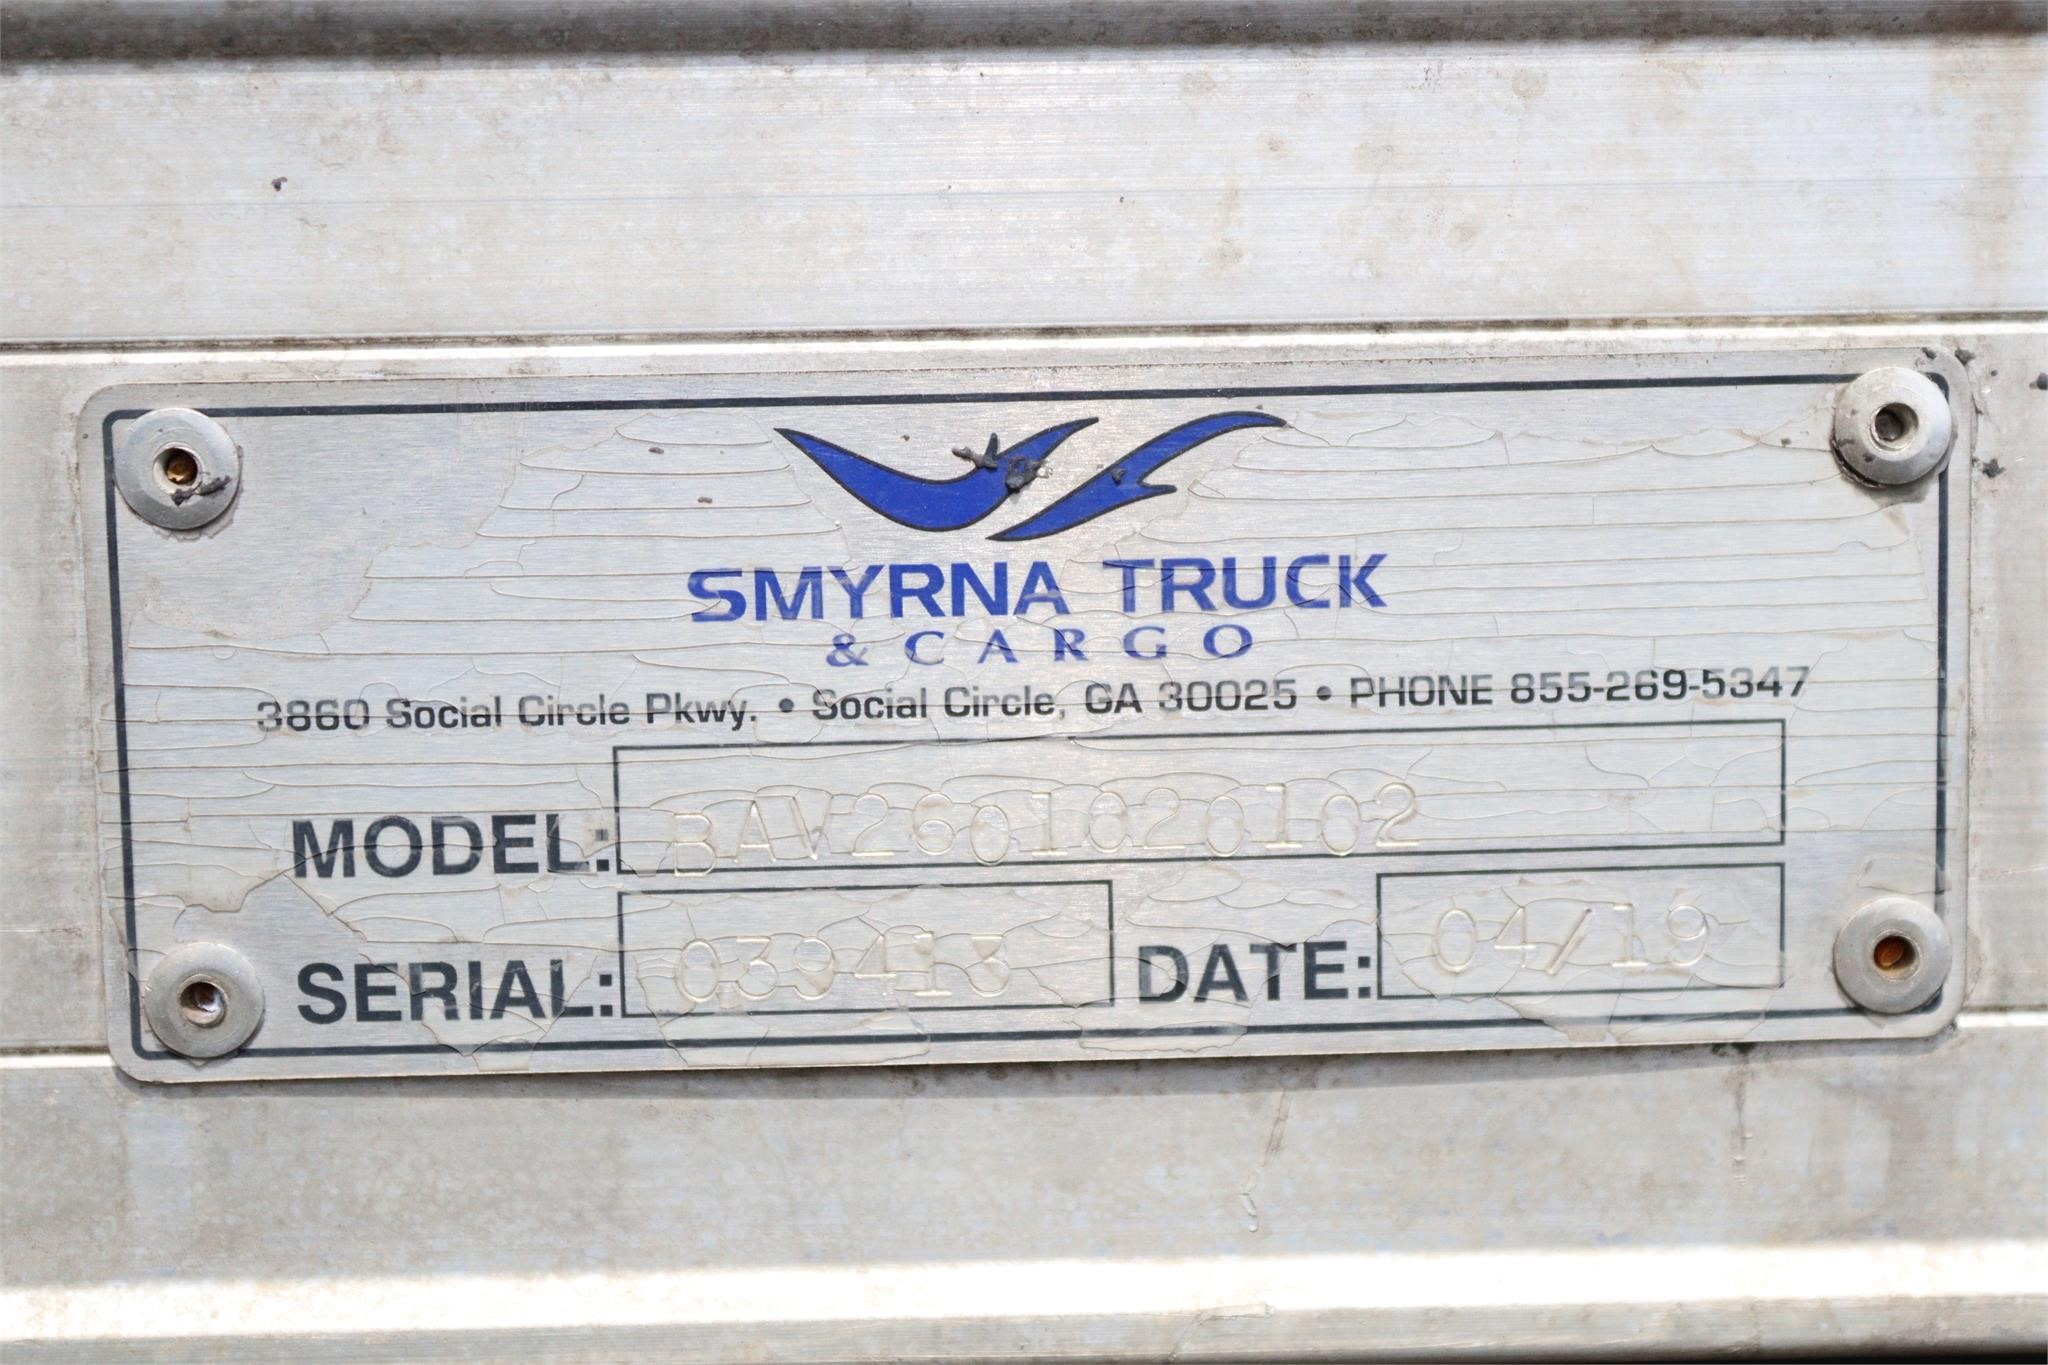 SMYRNA TRUCK
& CARGO
3860 Social Circle Pkwy. • Social Circle, GA 30025 • PHONE 855-269-5347
MODEL: BAV2601020102
SERIAL: 039413 DATE: 04/19